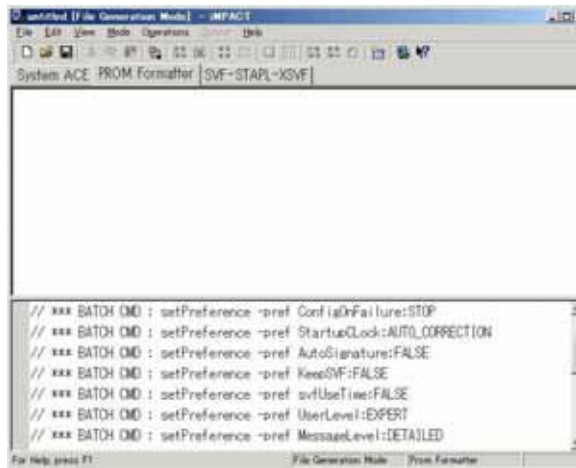 untitled [File Generation Mode] - iMPACT
File Edit View Mode Operations Output Help
System ACE PROM Formatter SVF-STAPL-XSVF
// *** BATCH CMD : setPreference -pref ConfigOnFailure:STOP
// *** BATCH CMD : setPreference -pref StartupCLock:AUTO_CORRECTION
// *** BATCH CMD : setPreference -pref AutoSignature:FALSE
// *** BATCH CMD : setPreference -pref KeepSVF:FALSE
// *** BATCH CMD : setPreference -pref svfUseTime:FALSE
// *** BATCH CMD : setPreference -pref UserLevel:EXPERT
// *** BATCH CMD : setPreference -pref MessageLevel:DETAILED
For Help, press F1 File Generation Mode Prom Formatter